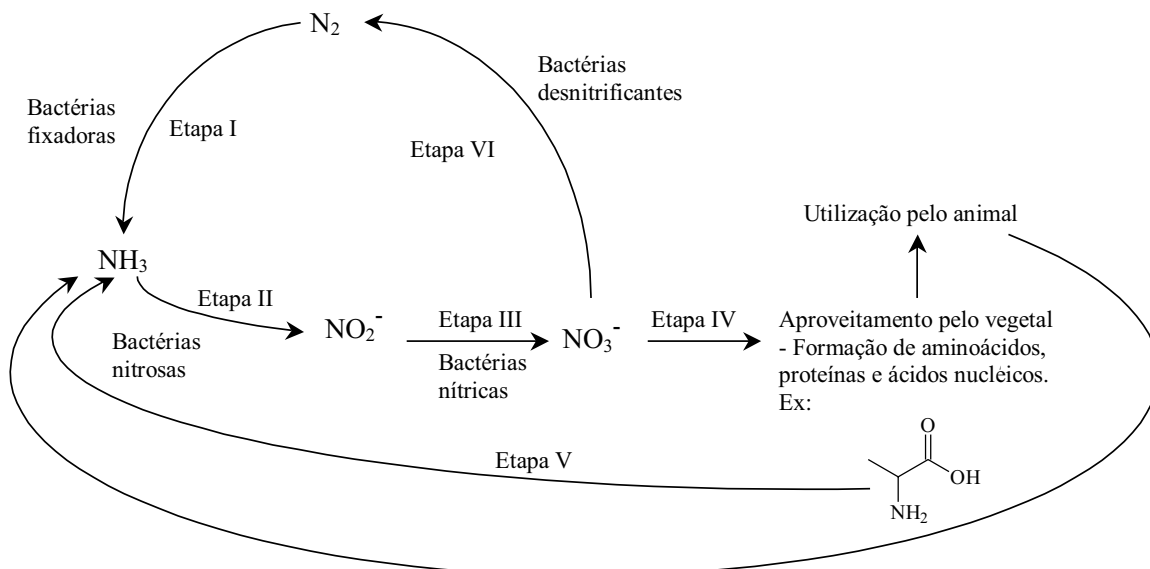 N₂
Bactérias
desnitrificantes
Bactérias
fixadoras
Etapa I
Etapa VI
Utilização pelo animal
NH₃
Etapa II
NO₂⁻
Etapa III
NO₃⁻
Etapa IV
Aproveitamento pelo vegetal
- Formação de aminoácidos,
proteínas e ácidos nucléicos.
Ex:
Bactérias
nitrosas
Bactérias
nítricas
Etapa V
O
OH
NH₂